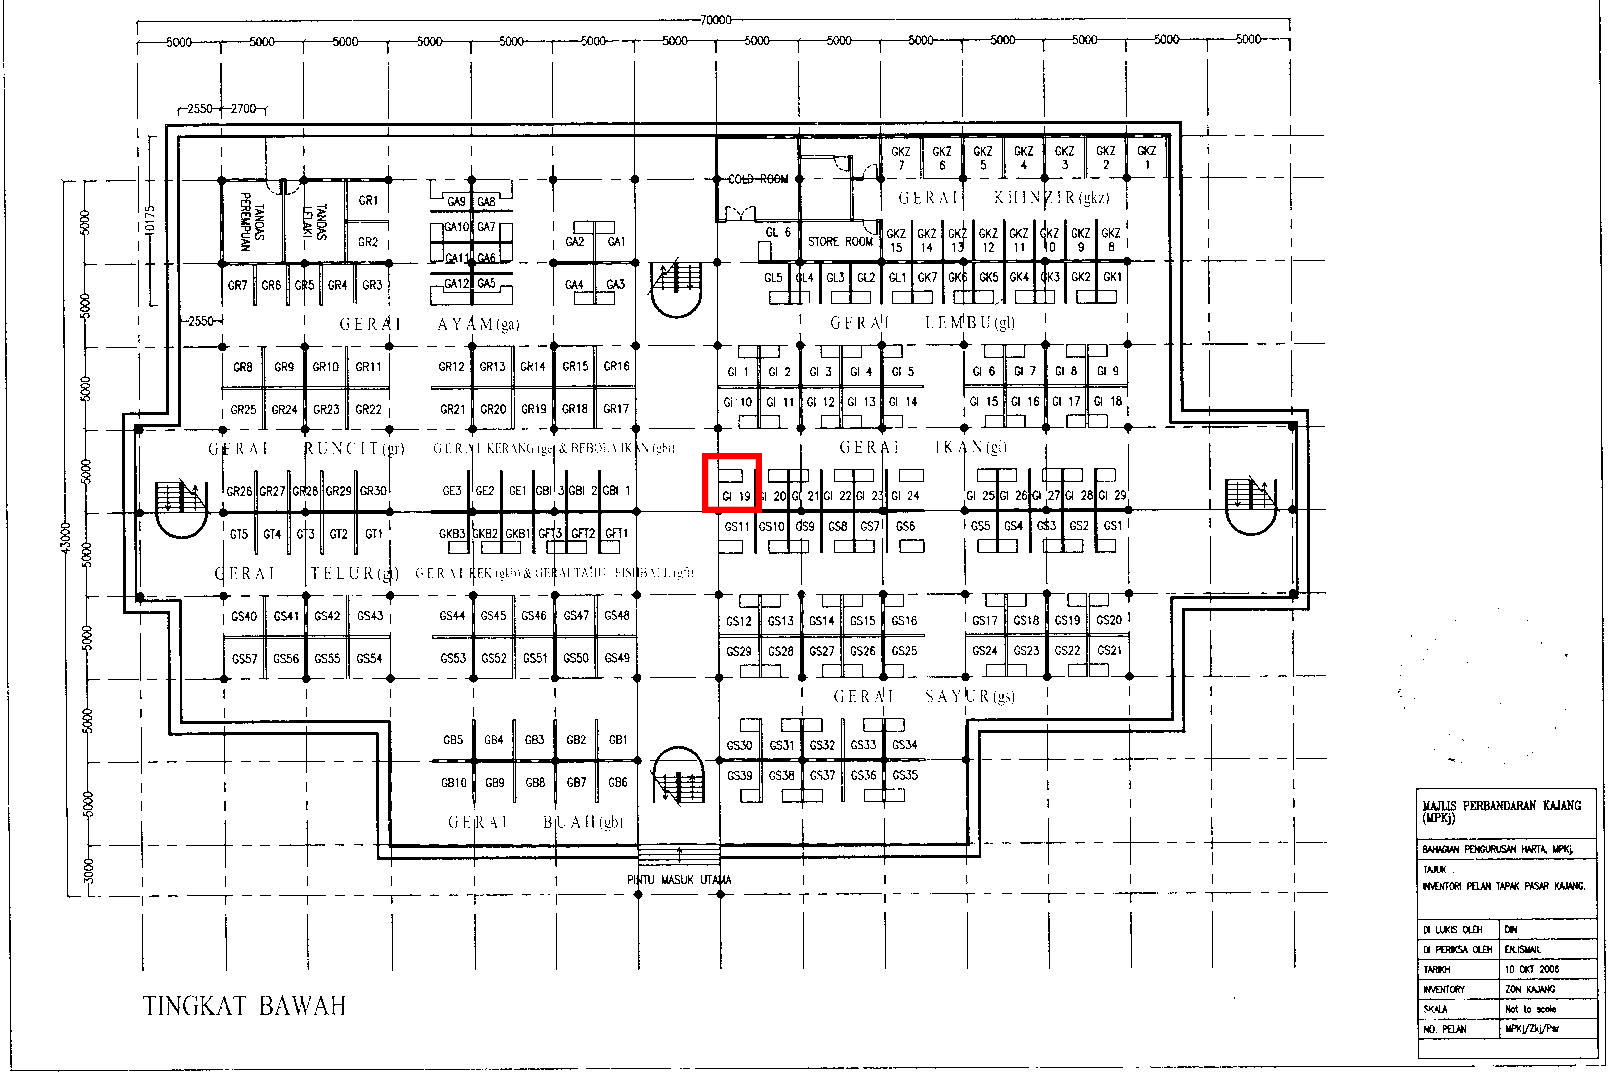 70000
5000 5000 5000 5000 5000 5000 5000 5000 5000 5000 5000 5000 5000 5000
2550 2700
GKZ 7 GKZ 6 GKZ 5 GKZ 4 GKZ 3 GKZ 2 GKZ 1
COLD ROOM
GERAI KHINZIR(gkz)
TANDAS PEREMPUAN
TANDAS LELAKI
GR1
GA9 GA8
10175
5000
GA10 GA7
GR2
GA2 GA1
GL 6
STORE ROOM
GKZ 15 GKZ 14 GKZ 13 GKZ 12 GKZ 11 GKZ 10 GKZ 9 GKZ 8
GA11 GA6
GR7 GR6 GR5 GR4 GR3
GA12 GA5
GA4 GA3
GL5 GL4 GL3 GL2 GL1 GK7 GK6 GK5 GK4 GK3 GK2 GK1
5000
2550
GERAI AYAM(ga)
GERAI LEMBU(gl)
GR8 GR9 GR10 GR11 GR12 GR13 GR14 GR15 GR16
GI 1 GI 2 GI 3 GI 4 GI 5 GI 6 GI 7 GI 8 GI 9
5000
GR25 GR24 GR23 GR22 GR21 GR20 GR19 GR18 GR17
GI 10 GI 11 GI 12 GI 13 GI 14 GI 15 GI 16 GI 17 GI 18
GERAI RUNCIT(gr)
GERAI KERANG(ge) & BEBOLA IKAN(gbi)
GERAI IKAN(gi)
5000
GR26 GR27 GR28 GR29 GR30 GE3 GE2 GE1 GBI 3 GBI 2 GBI 1
GI 19 GI 20 GI 21 GI 22 GI 23 GI 24 GI 25 GI 26 GI 27 GI 28 GI 29
43000
GT5 GT4 GT3 GT2 GT1 GKB3 GKB2 GKB1 GFT3 GFT2 GFT1
GS11 GS10 GS9 GS8 GS7 GS6 GS5 GS4 GS3 GS2 GS1
5000
GERAI TELUR(gt)
GERAI KEK(gkb) & GERAI TAHU FISHBALL(gft)
GS40 GS41 GS42 GS43 GS44 GS45 GS46 GS47 GS48
GS12 GS13 GS14 GS15 GS16 GS17 GS18 GS19 GS20
5000
GS57 GS56 GS55 GS54 GS53 GS52 GS51 GS50 GS49
GS29 GS28 GS27 GS26 GS25 GS24 GS23 GS22 GS21
GERAI SAYUR(gs)
5000
GB5 GB4 GB3 GB2 GB1
GS30 GS31 GS32 GS33 GS34
GB10 GB9 GB8 GB7 GB6
GS39 GS38 GS37 GS36 GS35
5000
GERAI BUAH(gb)
3000
PINTU MASUK UTAMA
TINGKAT BAWAH
MAJLIS PERBANDARAN KAJANG
(MPKj)
BAHAGIAN PENGURUSAN HARTA, MPKj.
TAJUK
INVENTORI PELAN TAPAK PASAR KAJANG.
DI LUKIS OLEH DIN
DI PERIKSA OLEH EN.ISMAIL
TARIKH 10 OKT 2006
INVENTORY ZON KAJANG
SKALA Not to scale
NO. PELAN MPKj/Zkj/Psr